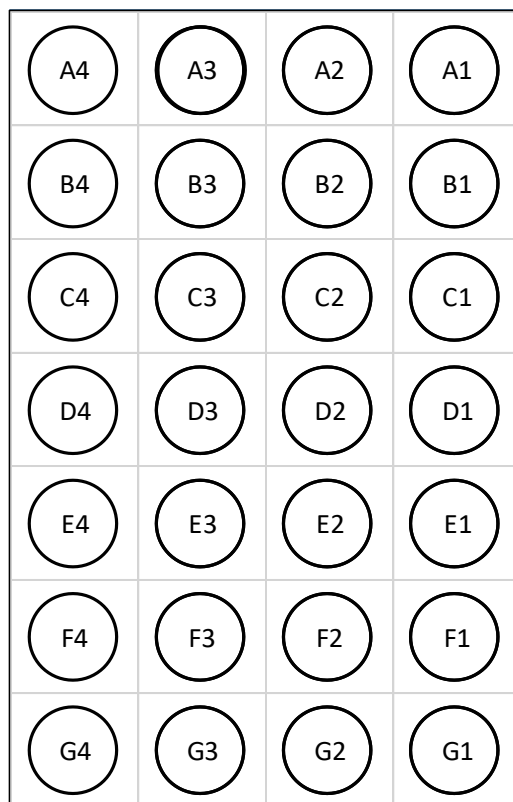 A4 A3 A2 A1
B4 B3 B2 B1
C4 C3 C2 C1
D4 D3 D2 D1
E4 E3 E2 E1
F4 F3 F2 F1
G4 G3 G2 G1